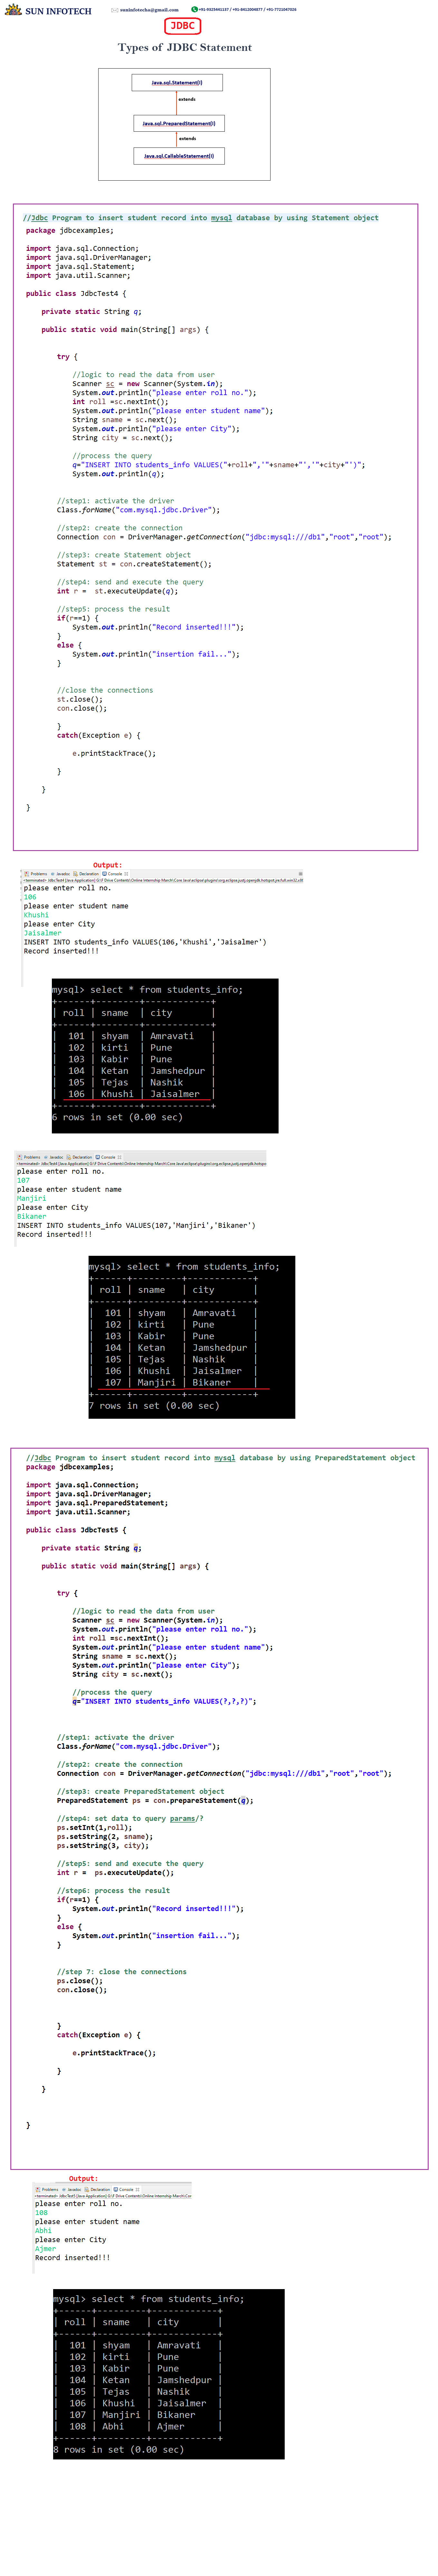 SUN INFOTECH
suninfotechs@gmail.com
JDBC
Types of JDBC Statement
Java.sql.Statement(I)
extends
Java.sql.PreparedStatement(I)
extends
Java.sql.CallableStatement(I)
//Jdbc Program to insert student record into mysql database by using Statement object
package jdbcexamples;
import java.sql.Connection;
import java.sql.DriverManager;
import java.sql.Statement;
import java.util.Scanner;
public class JdbcTest4 {
private static String q;
public static void main(String[] args) {
try {
//logic to read the data from user
Scanner sc = new Scanner(System.in);
System.out.println("please enter roll no.");
int roll =sc.nextInt();
System.out.println("please enter student name");
String sname = sc.next();
System.out.println("please enter City");
String city = sc.next();
//process the query
q="INSERT INTO students_info VALUES("+roll+",'"+sname+"','"+city+"')";
System.out.println(q);
//step1: activate the driver
Class.forName("com.mysql.jdbc.Driver");
//step2: create the connection
Connection con = DriverManager.getConnection("jdbc:mysql:///db1","root","root");
//step3: create Statement object
Statement st = con.createStatement();
//step4: send and execute the query
int r =  st.executeUpdate(q);
//step5: process the result
if(r==1) {
System.out.println("Record inserted!!!");
}
else {
System.out.println("insertion fail...");
}
//close the connections
st.close();
con.close();
}
catch(Exception e) {
e.printStackTrace();
}
}
}
Output:
Problems Javadoc Declaration Console
please enter roll no.
106
please enter student name
Khushi
please enter City
Jaisalmer
INSERT INTO students_info VALUES(106,'Khushi','Jaisalmer')
Record inserted!!!
mysql> select * from students_info;
+------+--------+------------+
| roll | sname  | city       |
+------+--------+------------+
|  101 | shyam  | Amravati   |
|  102 | kirti  | Pune       |
|  103 | Kabir  | Pune       |
|  104 | Ketan  | Jamshedpur |
|  105 | Tejas  | Nashik     |
|  106 | Khushi | Jaisalmer  |
+------+--------+------------+
6 rows in set (0.00 sec)
Problems Javadoc Declaration Console
please enter roll no.
107
please enter student name
Manjiri
please enter City
Bikaner
INSERT INTO students_info VALUES(107,'Manjiri','Bikaner')
Record inserted!!!
mysql> select * from students_info;
+------+---------+------------+
| roll | sname   | city       |
+------+---------+------------+
|  101 | shyam   | Amravati   |
|  102 | kirti   | Pune       |
|  103 | Kabir   | Pune       |
|  104 | Ketan   | Jamshedpur |
|  105 | Tejas   | Nashik     |
|  106 | Khushi  | Jaisalmer  |
|  107 | Manjiri | Bikaner    |
+------+---------+------------+
7 rows in set (0.00 sec)
//Jdbc Program to insert student record into mysql database by using PreparedStatement object
package jdbcexamples;
import java.sql.Connection;
import java.sql.DriverManager;
import java.sql.PreparedStatement;
import java.util.Scanner;
public class JdbcTest5 {
private static String q;
public static void main(String[] args) {
try {
//logic to read the data from user
Scanner sc = new Scanner(System.in);
System.out.println("please enter roll no.");
int roll =sc.nextInt();
System.out.println("please enter student name");
String sname = sc.next();
System.out.println("please enter City");
String city = sc.next();
//process the query
q="INSERT INTO students_info VALUES(?,?,?)";
//step1: activate the driver
Class.forName("com.mysql.jdbc.Driver");
//step2: create the connection
Connection con = DriverManager.getConnection("jdbc:mysql:///db1","root","root");
//step3: create PreparedStatement object
PreparedStatement ps = con.prepareStatement(q);
//step4: set data to query params/?
ps.setInt(1,roll);
ps.setString(2, sname);
ps.setString(3, city);
//step5: send and execute the query
int r =  ps.executeUpdate();
//step6: process the result
if(r==1) {
System.out.println("Record inserted!!!");
}
else {
System.out.println("insertion fail...");
}
//step 7: close the connections
ps.close();
con.close();
}
catch(Exception e) {
e.printStackTrace();
}
}
}
Output:
Problems Javadoc Declaration Console
please enter roll no.
108
please enter student name
Abhi
please enter City
Ajmer
Record inserted!!!
mysql> select * from students_info;
+------+---------+------------+
| roll | sname   | city       |
+------+---------+------------+
|  101 | shyam   | Amravati   |
|  102 | kirti   | Pune       |
|  103 | Kabir   | Pune       |
|  104 | Ketan   | Jamshedpur |
|  105 | Tejas   | Nashik     |
|  106 | Khushi  | Jaisalmer  |
|  107 | Manjiri | Bikaner    |
|  108 | Abhi    | Ajmer      |
+------+---------+------------+
8 rows in set (0.00 sec)